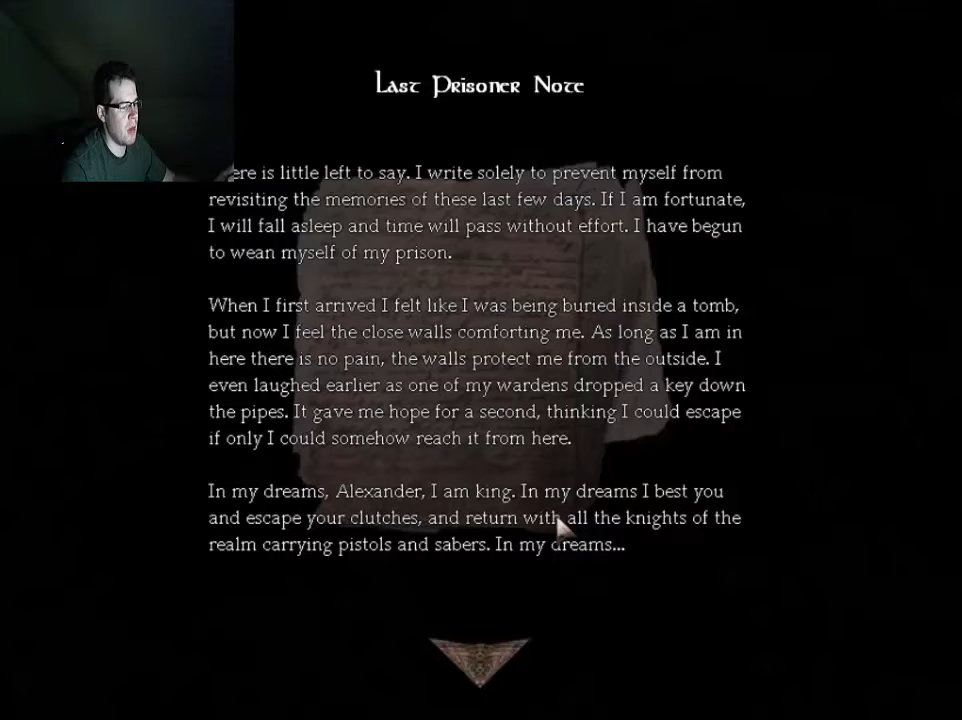 Last Prisoner Note
is little left to say. I write solely to prevent myself from
revisiting the memories of these last few days. If I am fortunate,
I will fall asleep and time will pass without effort. I have begun
to wean myself of my prison.
When I first arrived I felt like I was being buried inside a tomb,
but now I feel the close walls comforting me. As long as I am in
here there is no pain, the walls protect me from the outside. I
even laughed earlier as one of my wardens dropped a key down
the pipes. It gave me hope for a second, thinking I could escape
if only I could somehow reach it from here.
In my dreams, Alexander, I am king. In my dreams I best you
and escape your clutches, and return with all the knights of the
realm carrying pistols and sabers. In my dreams...